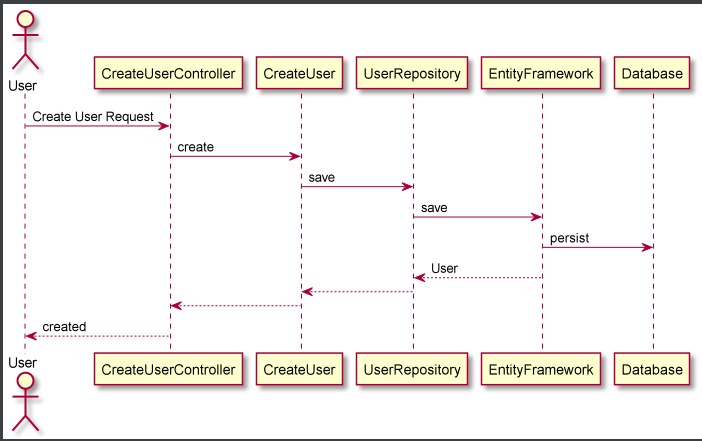 User
CreateUserController
CreateUser
UserRepository
EntityFramework
Database
Create User Request
create
save
save
persist
User
created
User
CreateUserController
CreateUser
UserRepository
EntityFramework
Database